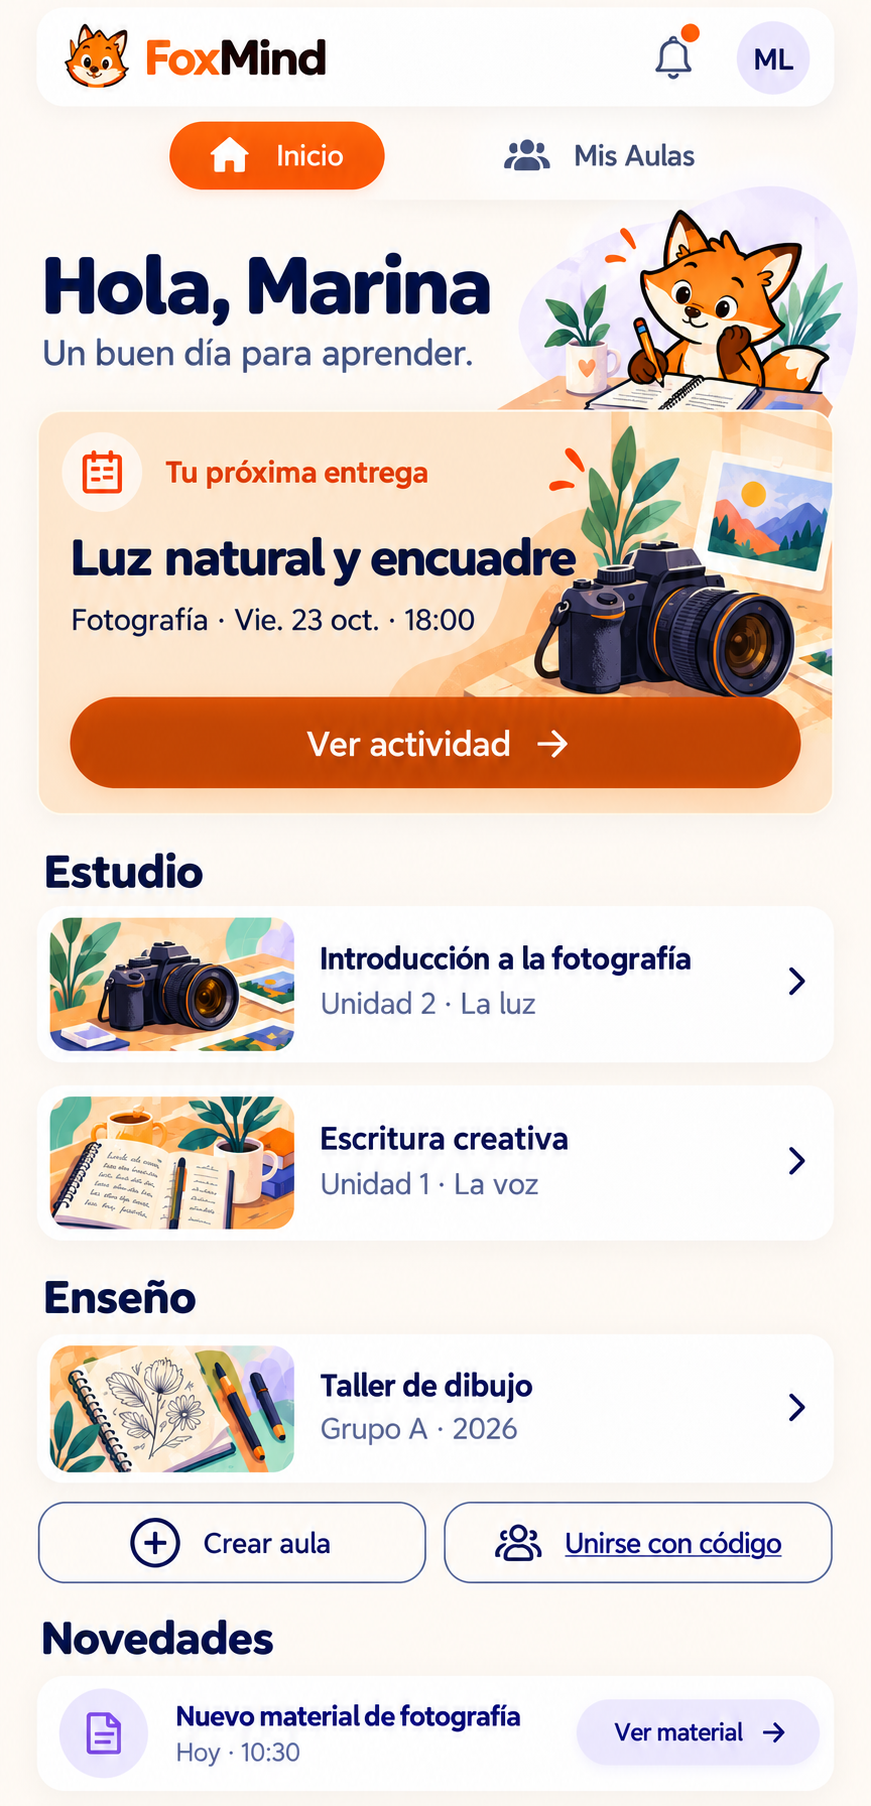 FoxMind
ML
Inicio
Mis Aulas
Hola, Marina
Un buen día para aprender.
Tu próxima entrega
Luz natural y encuadre
Fotografía · Vie. 23 oct. · 18:00
Ver actividad →
Estudio
Introducción a la fotografía
Unidad 2 · La luz
Escritura creativa
Unidad 1 · La voz
Enseño
Taller de dibujo
Grupo A · 2026
Crear aula
Unirse con código
Novedades
Nuevo material de fotografía
Hoy · 10:30
Ver material →